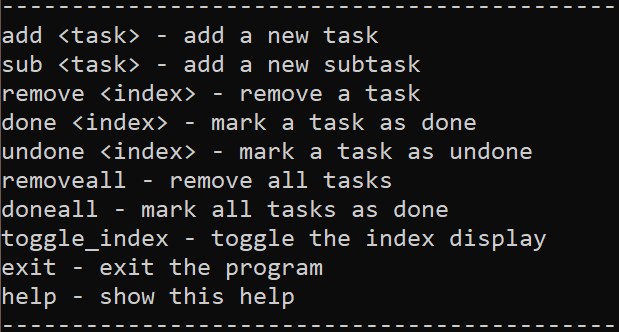 --------------------------------------------
add <task> - add a new task
sub <task> - add a new subtask
remove <index> - remove a task
done <index> - mark a task as done
undone <index> - mark a task as undone
removeall - remove all tasks
doneall - mark all tasks as done
toggle_index - toggle the index display
exit - exit the program
help - show this help
--------------------------------------------